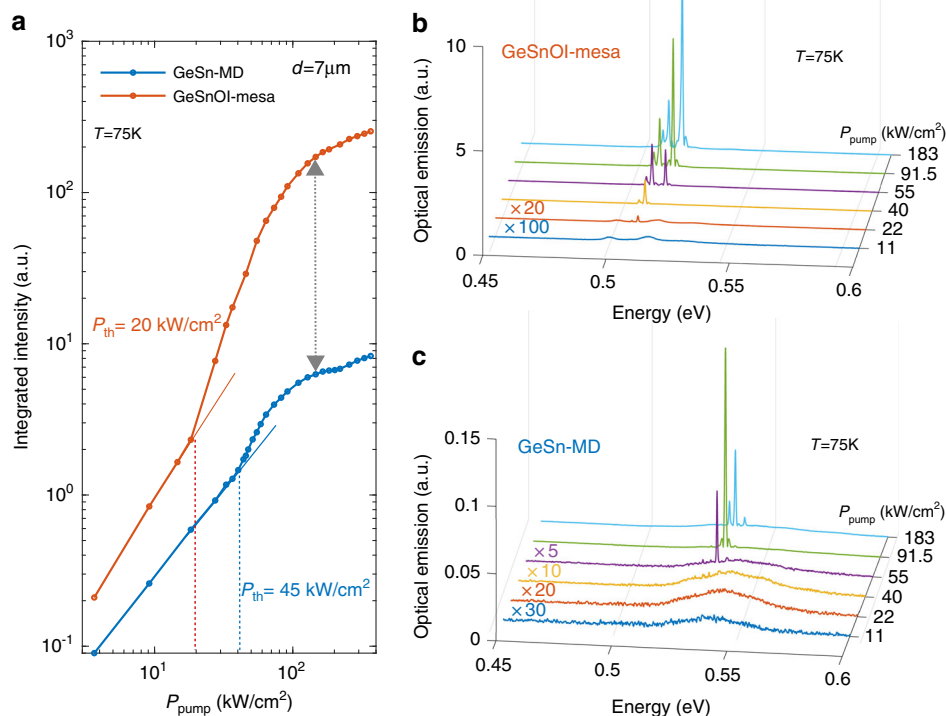 a
10³
GeSn-MD
d=7μm
GeSnOI-mesa
T=75K
10²
Integrated intensity (a.u.)
P_th= 20 kW/cm²
10¹
10⁰
P_th= 45 kW/cm²
10⁻¹
10¹
10²
P_pump (kW/cm²)
b
10
GeSnOI-mesa
T=75K
Optical emission (a.u.)
P_pump (kW/cm²)
5
183
91.5
55
40
×20
22
×100
11
0
0.45
0.5
0.55
0.6
Energy (eV)
c
0.15
GeSn-MD
T=75K
Optical emission (a.u.)
0.1
P_pump (kW/cm²)
183
91.5
×5
55
0.05
×10
40
×20
22
×30
11
0
0.45
0.5
0.55
0.6
Energy (eV)